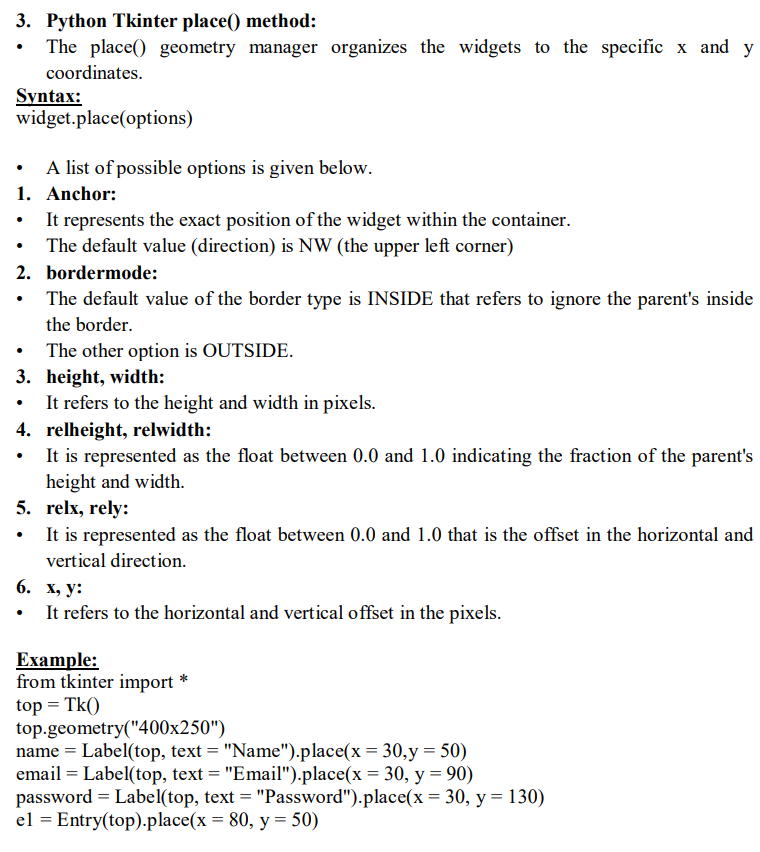 3. Python Tkinter place() method:
• The place() geometry manager organizes the widgets to the specific x and y
coordinates.
Syntax:
widget.place(options)
• A list of possible options is given below.
1. Anchor:
• It represents the exact position of the widget within the container.
• The default value (direction) is NW (the upper left corner)
2. bordermode:
• The default value of the border type is INSIDE that refers to ignore the parent's inside
the border.
• The other option is OUTSIDE.
3. height, width:
• It refers to the height and width in pixels.
4. relheight, relwidth:
• It is represented as the float between 0.0 and 1.0 indicating the fraction of the parent's
height and width.
5. relx, rely:
• It is represented as the float between 0.0 and 1.0 that is the offset in the horizontal and
vertical direction.
6. x, y:
• It refers to the horizontal and vertical offset in the pixels.
Example:
from tkinter import *
top = Tk()
top.geometry("400x250")
name = Label(top, text = "Name").place(x = 30,y = 50)
email = Label(top, text = "Email").place(x = 30, y = 90)
password = Label(top, text = "Password").place(x = 30, y = 130)
e1 = Entry(top).place(x = 80, y = 50)